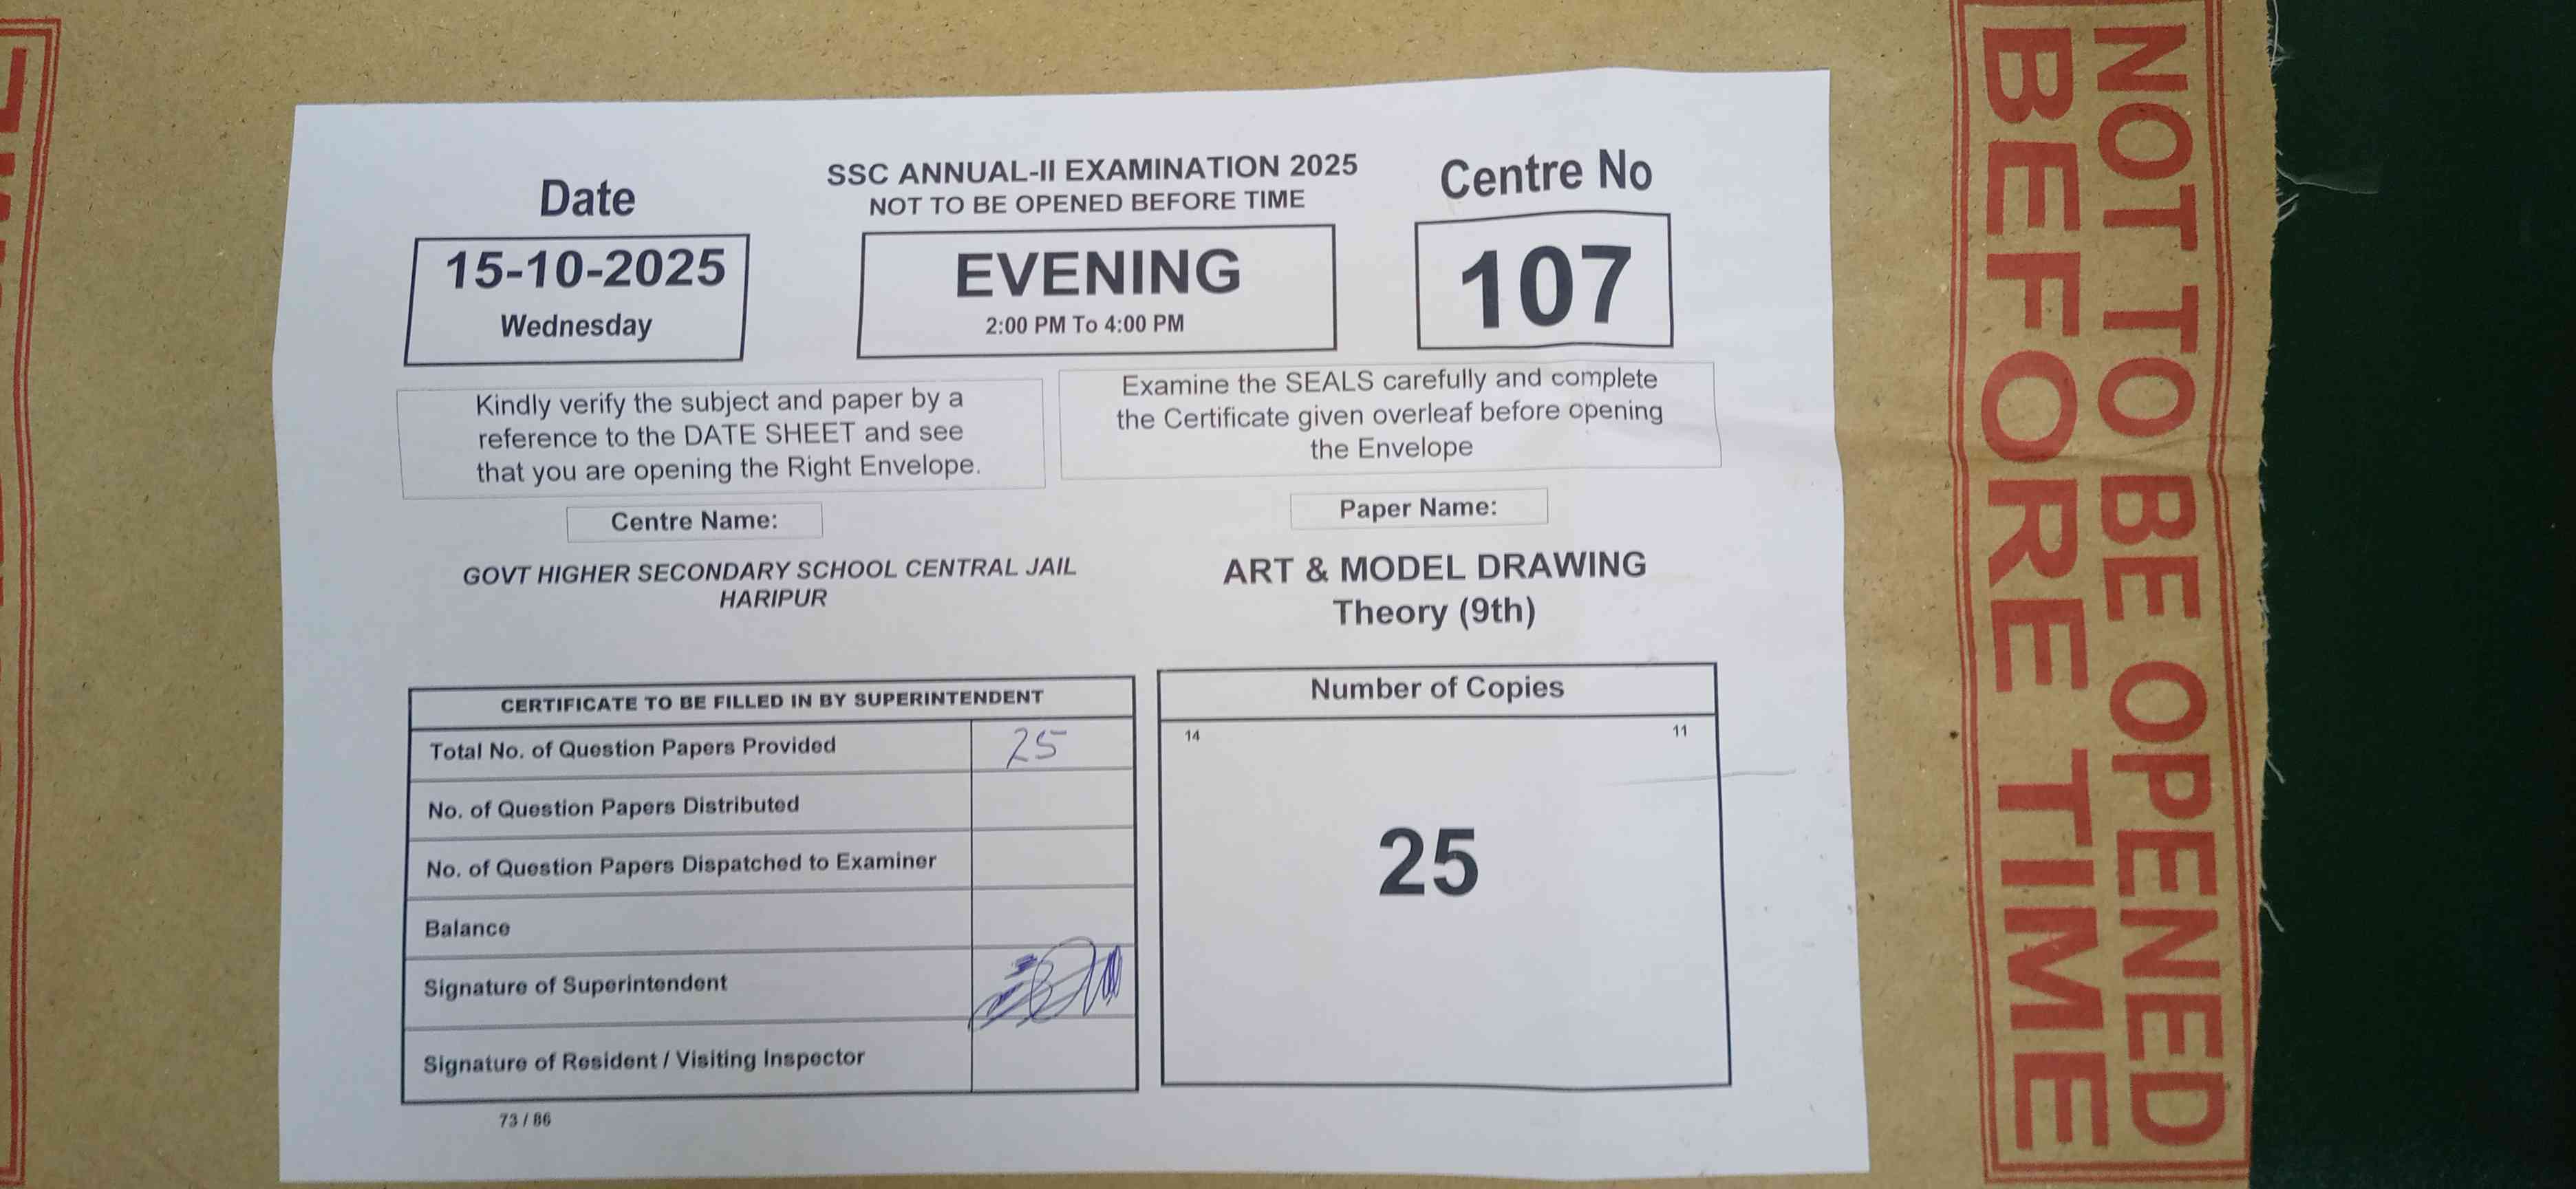 Date
15-10-2025
Wednesday
SSC ANNUAL-II EXAMINATION 2025
NOT TO BE OPENED BEFORE TIME
EVENING
2:00 PM To 4:00 PM
Centre No
107
Kindly verify the subject and paper by a
reference to the DATE SHEET and see
that you are opening the Right Envelope.
Examine the SEALS carefully and complete
the Certificate given overleaf before opening
the Envelope
Centre Name:
GOVT HIGHER SECONDARY SCHOOL CENTRAL JAIL
HARIPUR
Paper Name:
ART & MODEL DRAWING
Theory (9th)
CERTIFICATE TO BE FILLED IN BY SUPERINTENDENT
Total No. of Question Papers Provided 25
No. of Question Papers Distributed
No. of Question Papers Dispatched to Examiner
Balance
Signature of Superintendent
Signature of Resident / Visiting Inspector
73 / 86
Number of Copies
14 11
25
NOT TO BE OPENED
BEFORE TIME